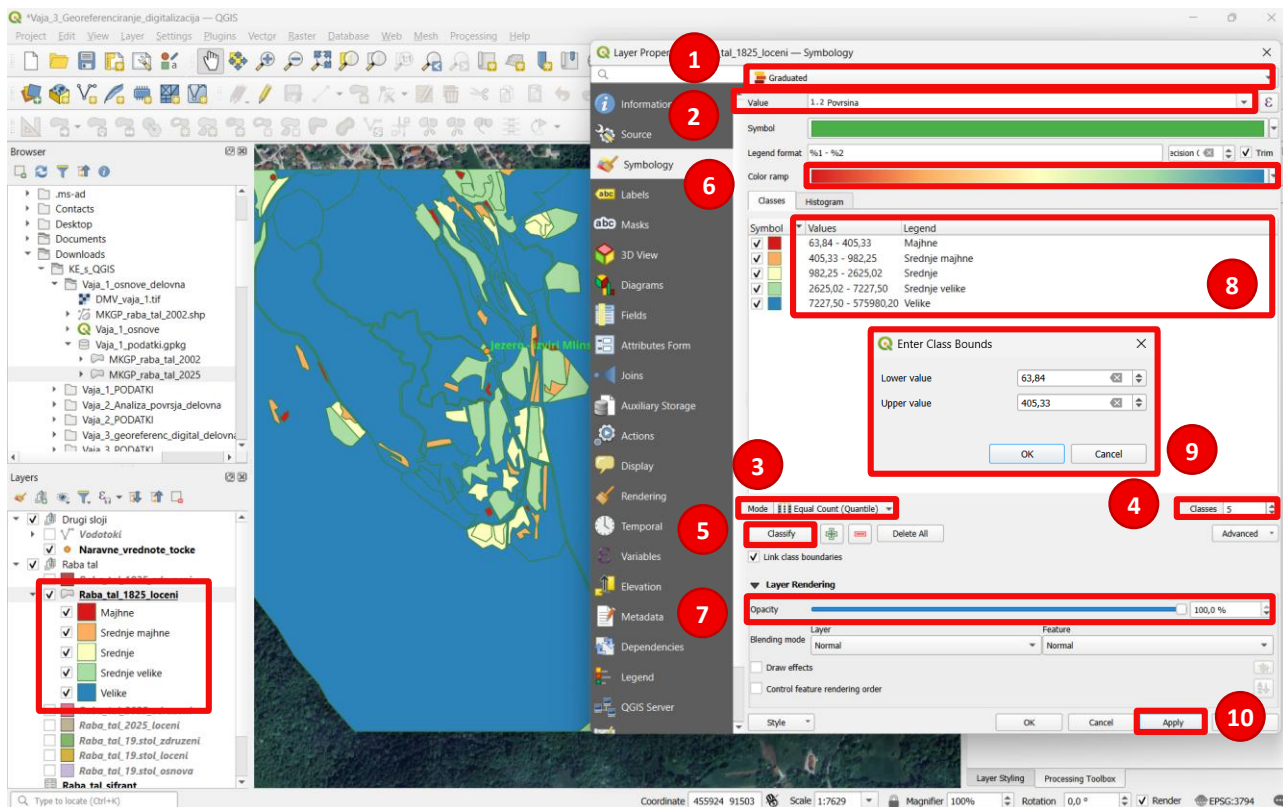 *Vaja_3_Georeferenciranje_digitalizacija — QGIS
Project Edit View Layer Settings Plugins Vector Raster Database Web Mesh Processing Help
Browser
.ms-ad
Contacts
Desktop
Documents
Downloads
KE_s_QGIS
Vaja_1_osnove_delovna
DMV_vaja_1.tif
MKGP_raba_tal_2002.shp
Vaja_1_osnove
Vaja_1_podatki.gpkg
MKGP_raba_tal_2002
MKGP_raba_tal_2025
Vaja_1_PODATKI
Vaja_2_Analiza_povrsja_delovna
Vaja_2_PODATKI
Vaja_3_georeferenc_digital_delovna
Vaja_3_PODATKI
Layers
Drugi sloji
Vodotoki
Naravne_vrednote_tocke
Raba tal
Raba_tal_1825_loceni
Majhne
Srednje majhne
Srednje
Srednje velike
Velike
Raba_tal_2025_loceni
Raba_tal_19.stol_zdruzeni
Raba_tal_19.stol_loceni
Raba_tal_19.stol_osnova
Raba_tal_sifrant
Jezero - izviri Mlins
Layer Prope tal_1825_loceni — Symbology
Information
Source
Symbology
Labels
Masks
3D View
Diagrams
Fields
Attributes Form
Joins
Auxiliary Storage
Actions
Display
Rendering
Temporal
Variables
Elevation
Metadata
Dependencies
Legend
QGIS Server
1
Graduated
2
Value 1.2 Povrsina ε
Symbol
Legend format %1 - %2 ecision ( Trim
6
Color ramp
Classes Histogram
Symbol Values Legend
63,84 - 405,33 Majhne
405,33 - 982,25 Srednje majhne
982,25 - 2625,02 Srednje
2625,02 - 7227,50 Srednje velike
7227,50 - 575980,20 Velike
8
Enter Class Bounds
Lower value 63,84
Upper value 405,33
OK Cancel
9
3
4
Mode Equal Count (Quantile) Classes 5
5
Classify Delete All Advanced
Link class boundaries
Layer Rendering
7
Opacity 100,0 %
Layer Feature
Blending mode Normal Normal
Draw effects
Control feature rendering order
Style OK Cancel Apply
10
Layer Styling Processing Toolbox
Type to locate (Ctrl+K) Coordinate 455924 91503 Scale 1:7629 Magnifier 100% Rotation 0,0 ° Render EPSG:3794